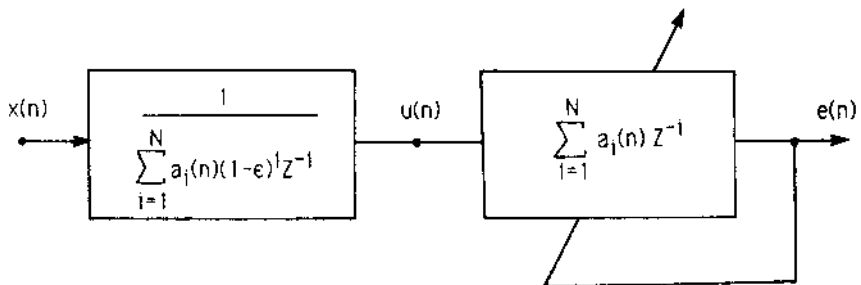 x(n)
1
N
∑ a_i(n)(1-ϵ)^1 Z^-1
i=1
u(n)
N
∑ a_i(n) Z^-i
i=1
e(n)